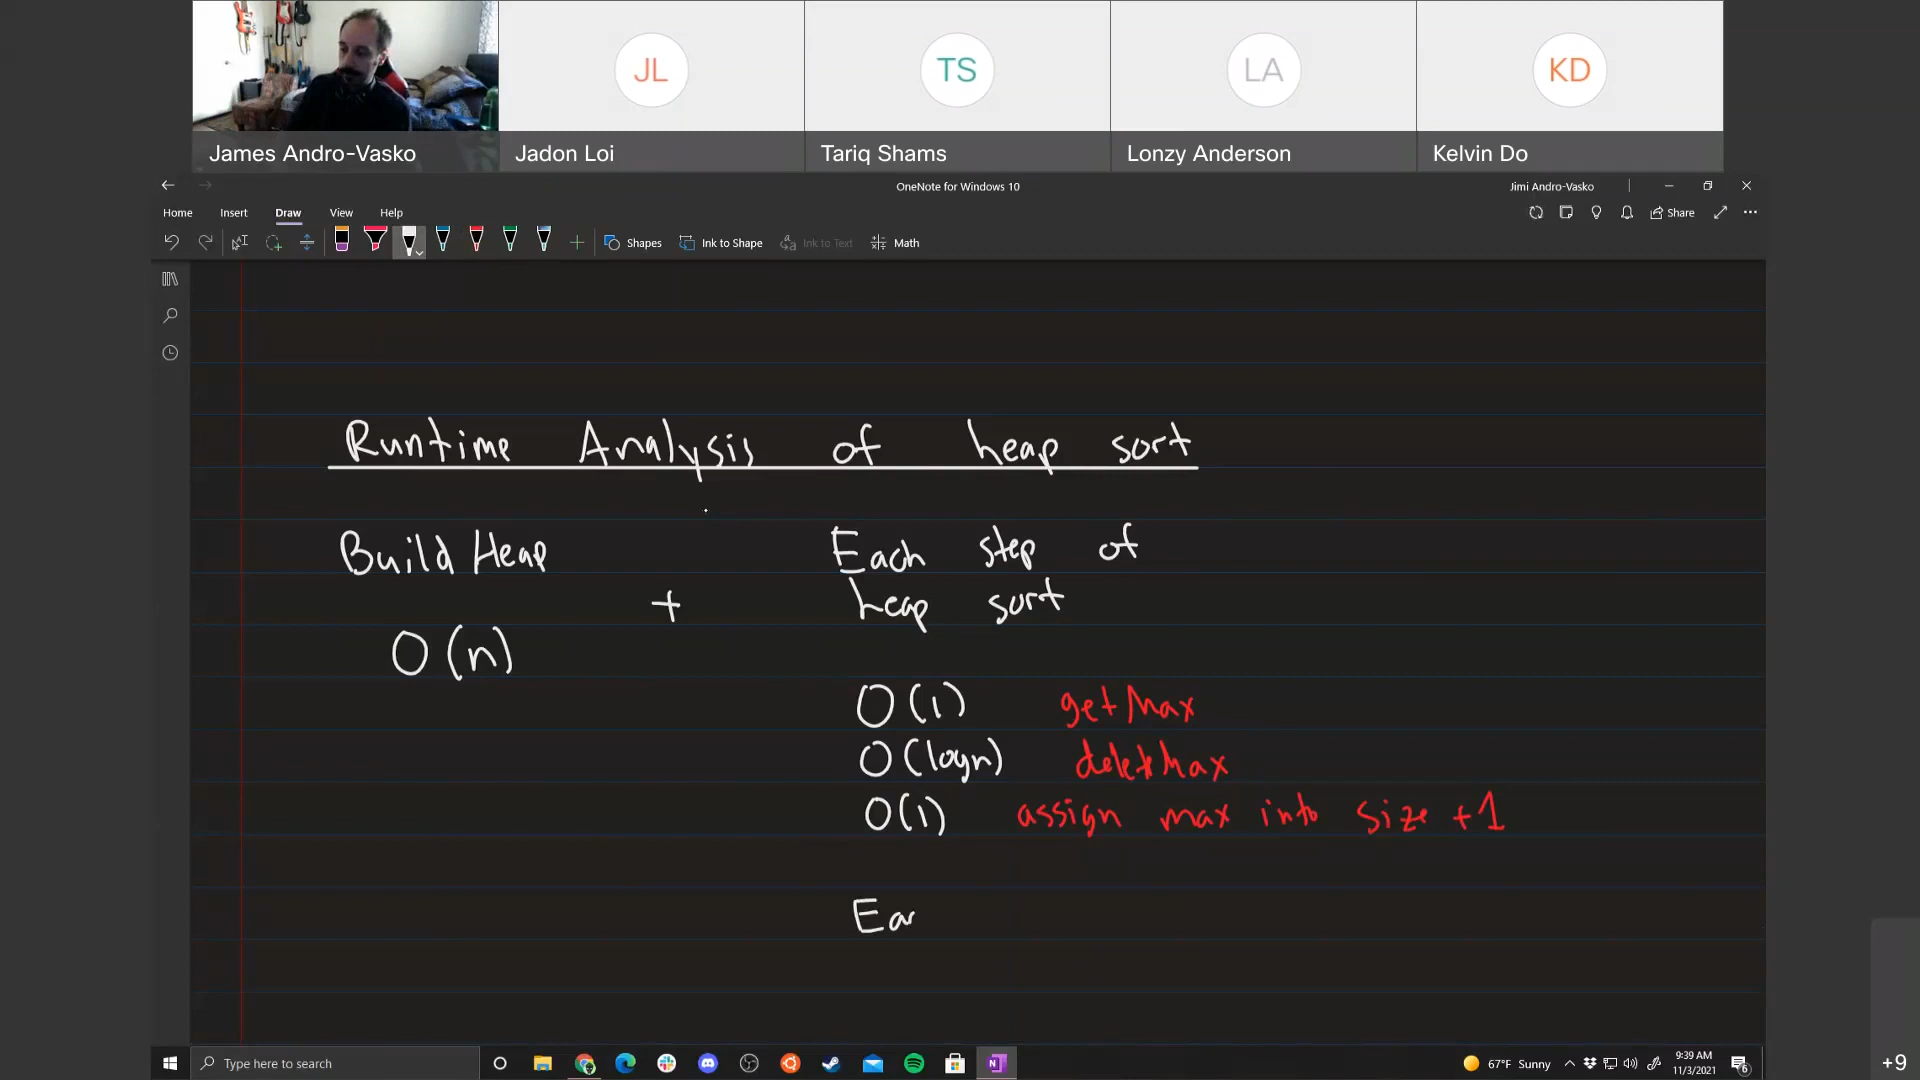 JL
TS
LA
KD
James Andro-Vasko
Jadon Loi
Tariq Shams
Lonzy Anderson
Kelvin Do
OneNote for Windows 10
Jimi Andro-Vasko
Home Insert Draw View Help
Share
Shapes
Ink to Shape
Ink to Text
Math
Runtime Analysis of heap sort
Build Heap
Each step of
+
heap sort
O(n)
O(1) getMax
O(logn) deleteMax
O(1) assign max into size +1
Ea
Type here to search
67°F Sunny
9:39 AM
11/3/2021
6
+9